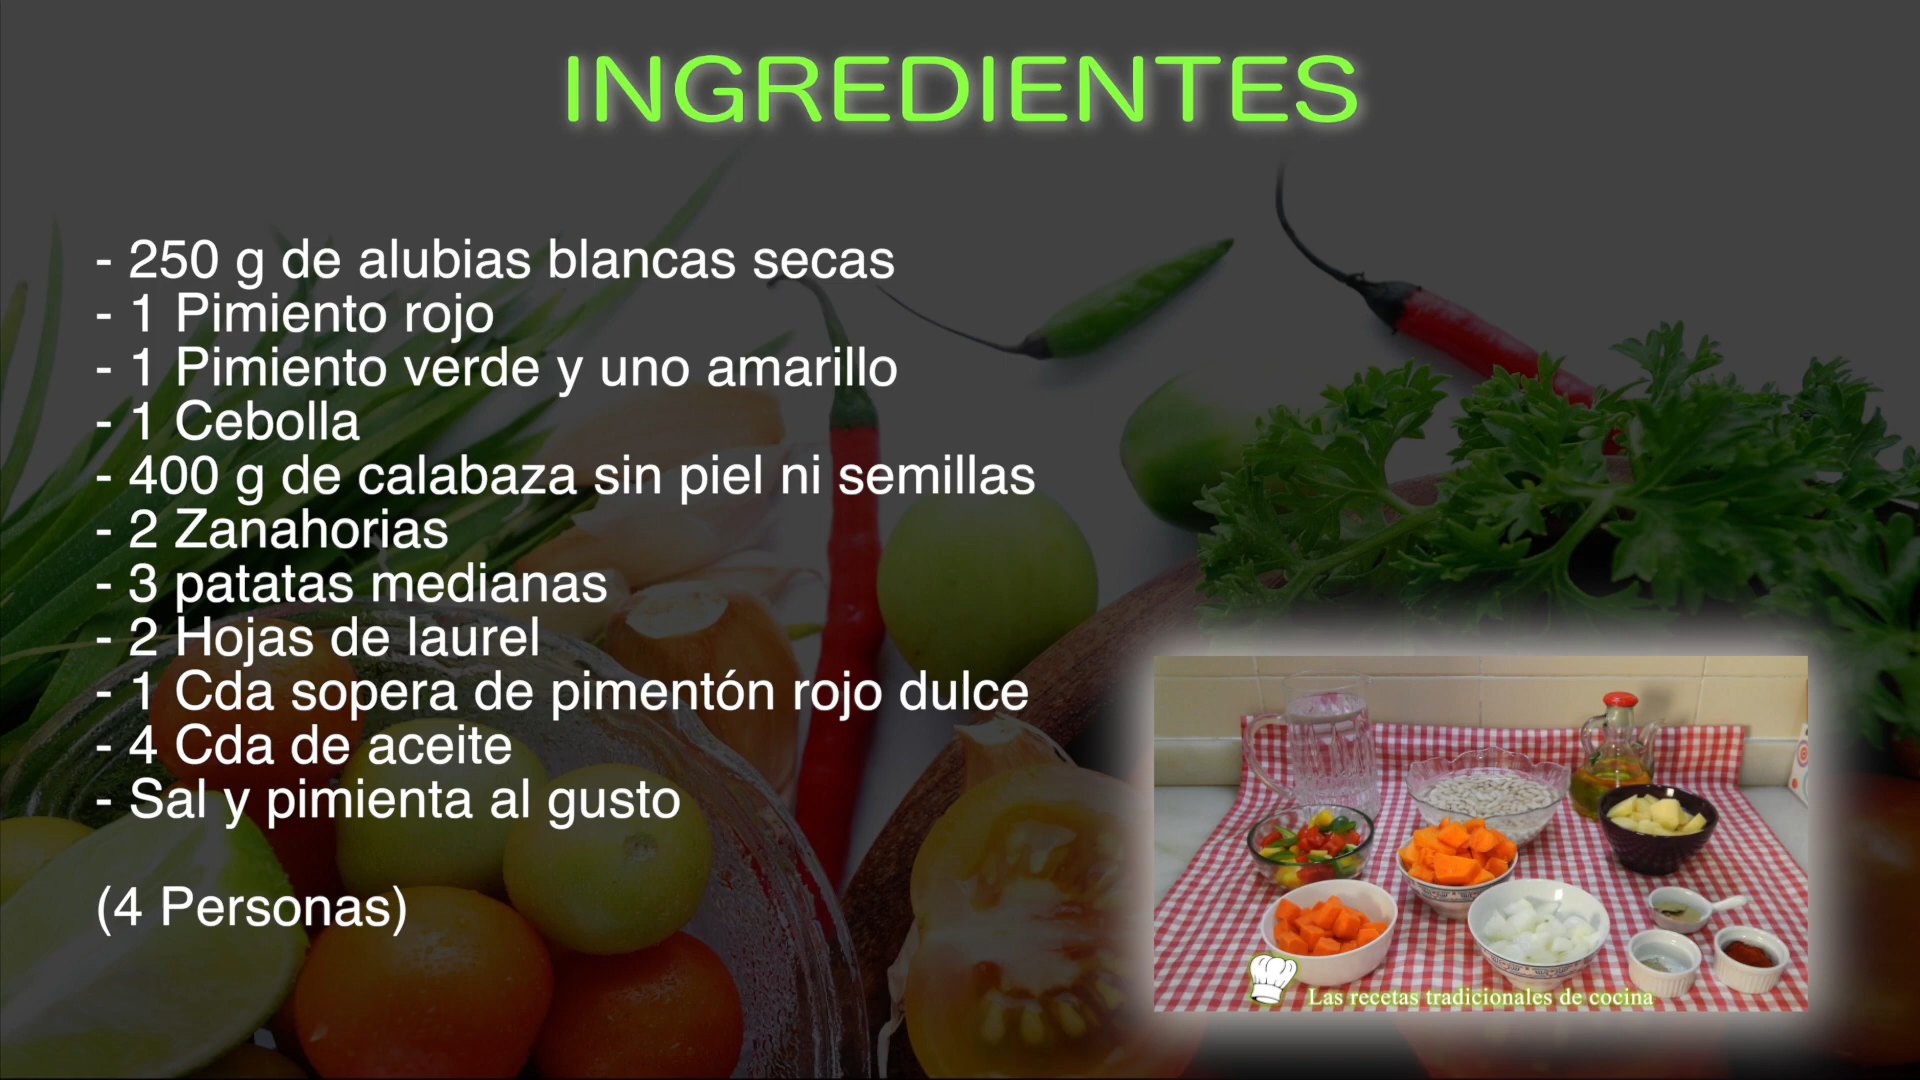 INGREDIENTES
- 250 g de alubias blancas secas
- 1 Pimiento rojo
- 1 Pimiento verde y uno amarillo
- 1 Cebolla
- 400 g de calabaza sin piel ni semillas
- 2 Zanahorias
- 3 patatas medianas
- 2 Hojas de laurel
- 1 Cda sopera de pimentón rojo dulce
- 4 Cda de aceite
- Sal y pimienta al gusto
(4 Personas)
Las recetas tradicionales de cocina